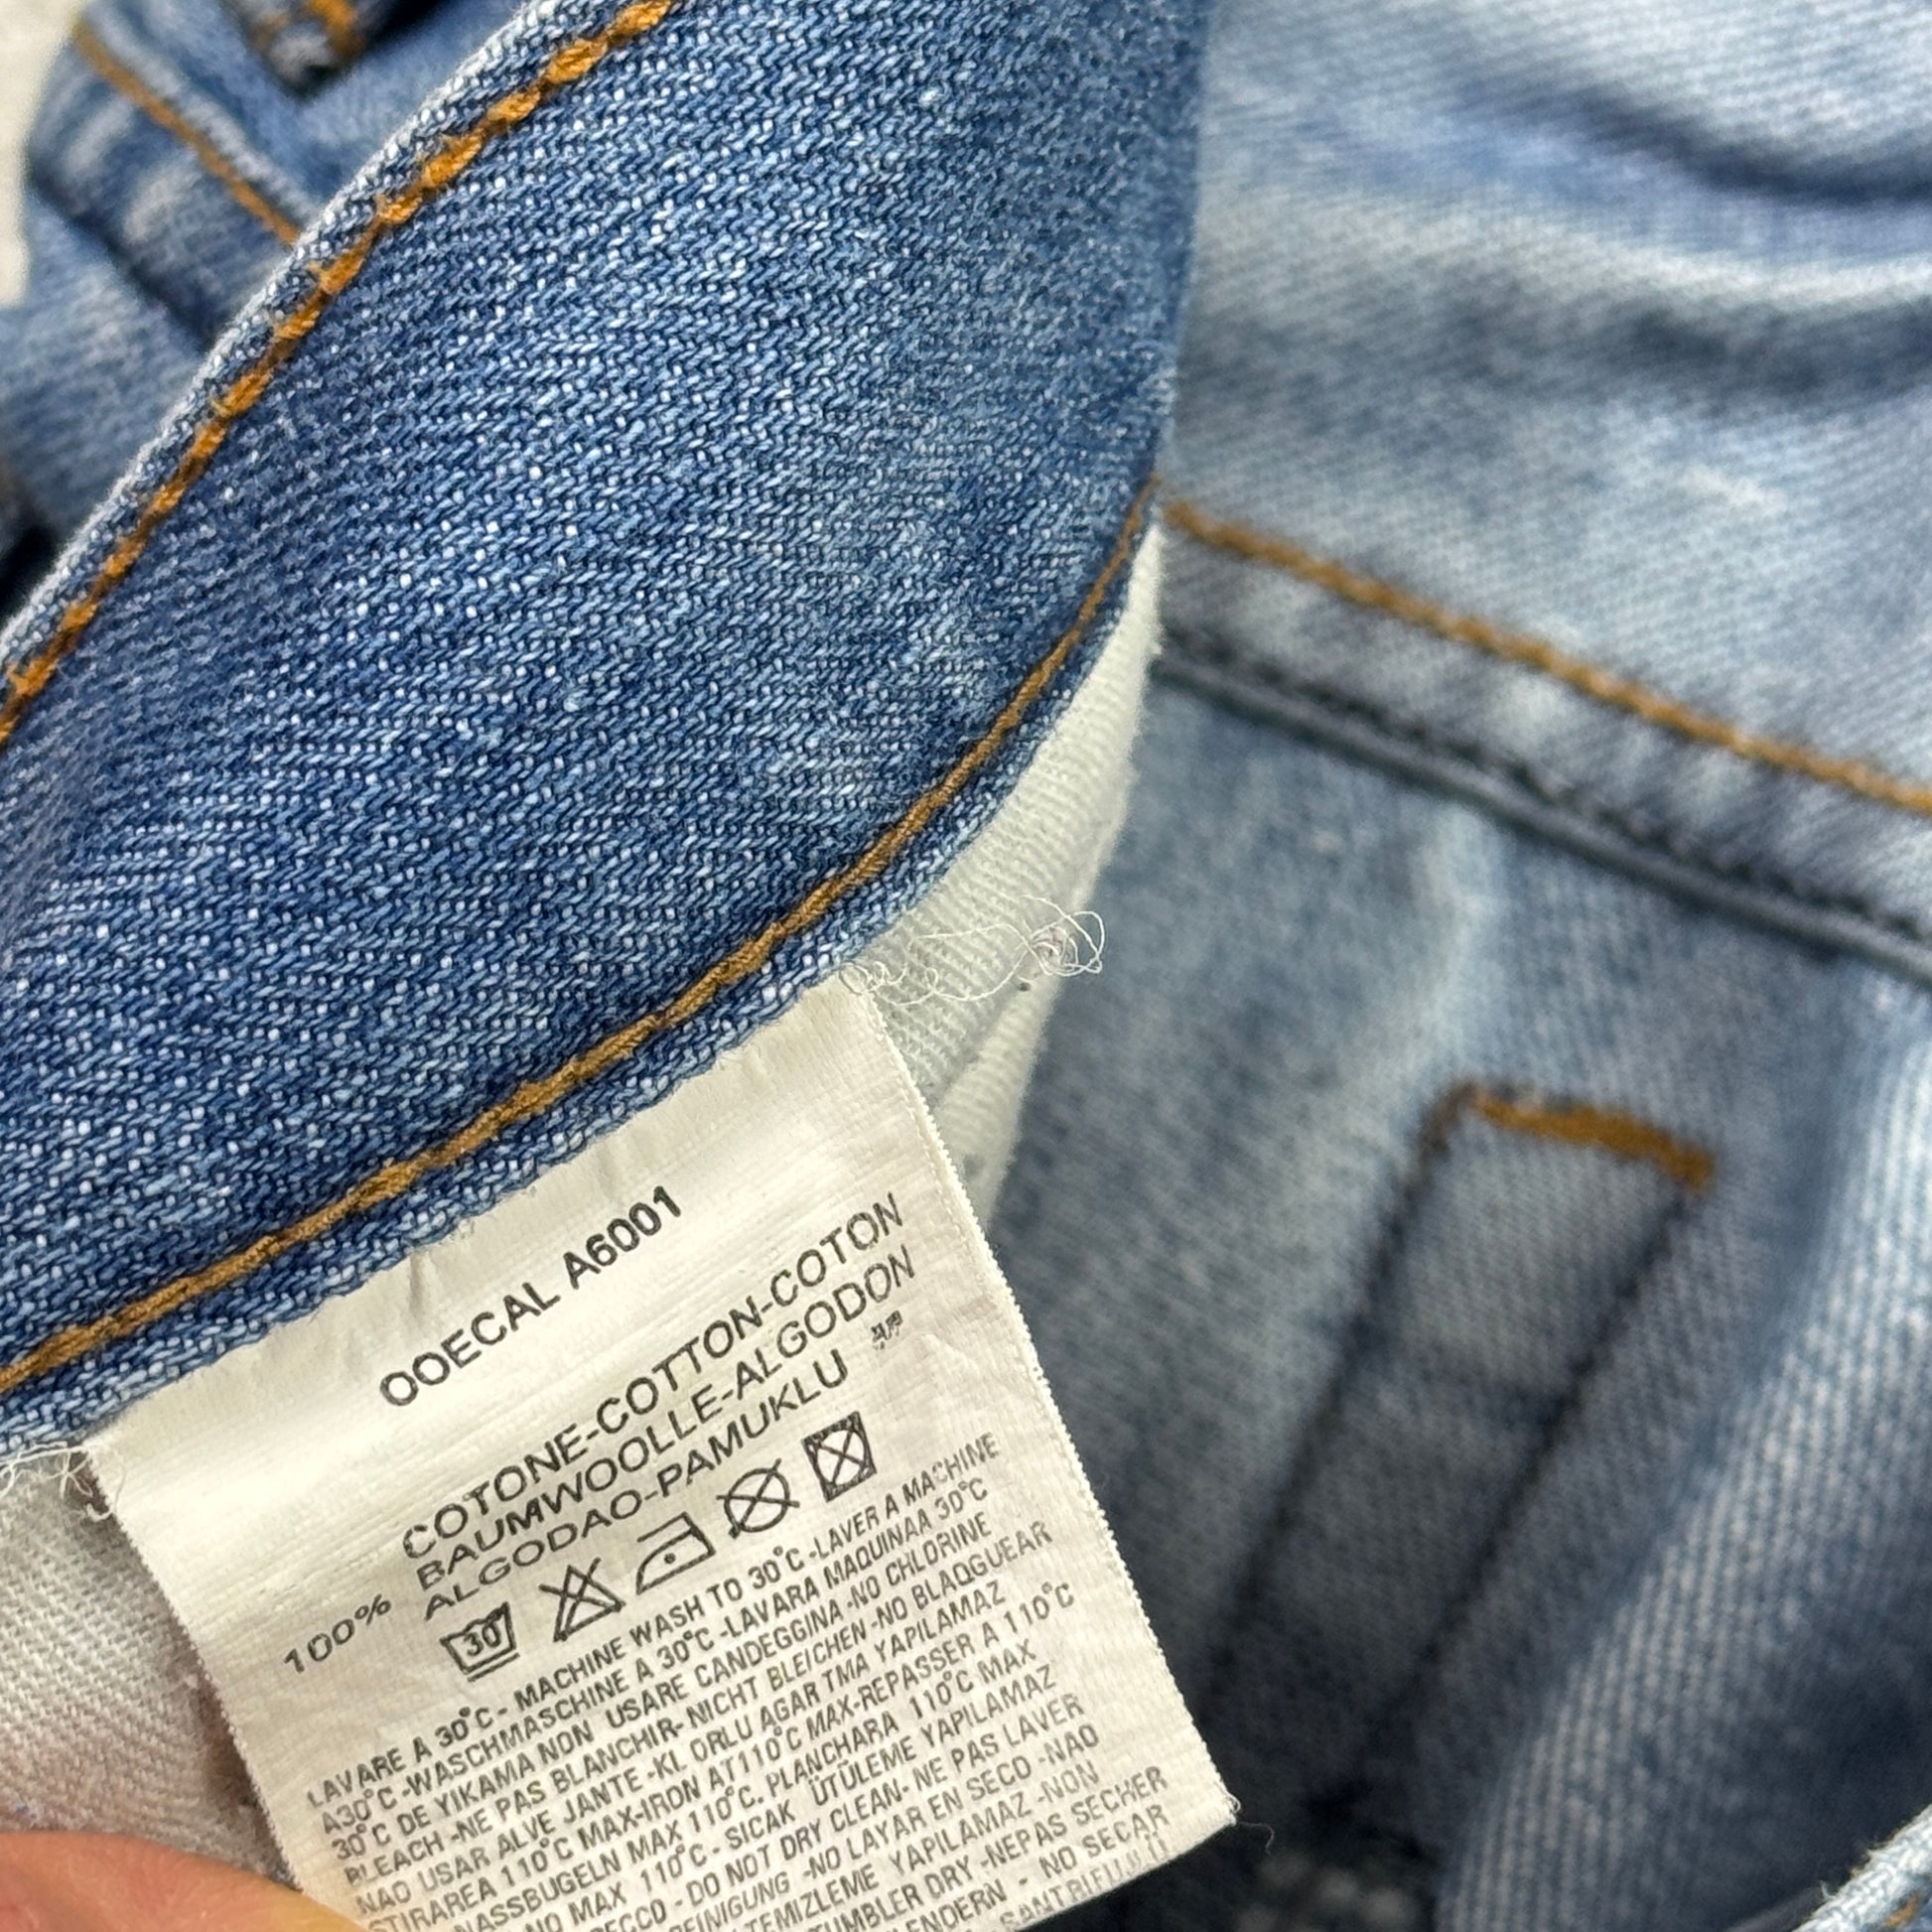 OOECAL A6001
COTONE-COTTON-COTON
BAUMWOOLLE-ALGODON
100% ALGODAO-PAMUKLU
30
LAVARE A 30°C- MACHINE WASH TO 30°C -LAVER A MACHINE
A30°C -WASCHMASCHINE A 30°C -LAVARA MAQUINAA 30°C
30°C DE YIKAMA NON USARE CANDEGGINA -NO CHLORINE
BLEACH -NE PAS BLANCHIR- NICHT BLEICHEN -NO BLAQGUEAR
NAO USAR ALVE JANTE -KL ORLU AGAR TMA YAPILAMAZ
STIRAREA 110°C MAX-IRON AT110°C MAX-REPASSER A 110°C
NASSBUGELN MAX 110°C. PLANCHARA 110°C MAX
NO MAX 110°C - SICAK ÜTÜLEME YAPILAMAZ
SECCO - DO NOT DRY CLEAN- NE PAS LAVER
REINIGUNG -NO LAYAR EN SECO -NAO
TEMIZLEME YAPILAMAZ -NON
TUMBLER DRY -NEPAS SECHER
LENDERN - NO SECAR